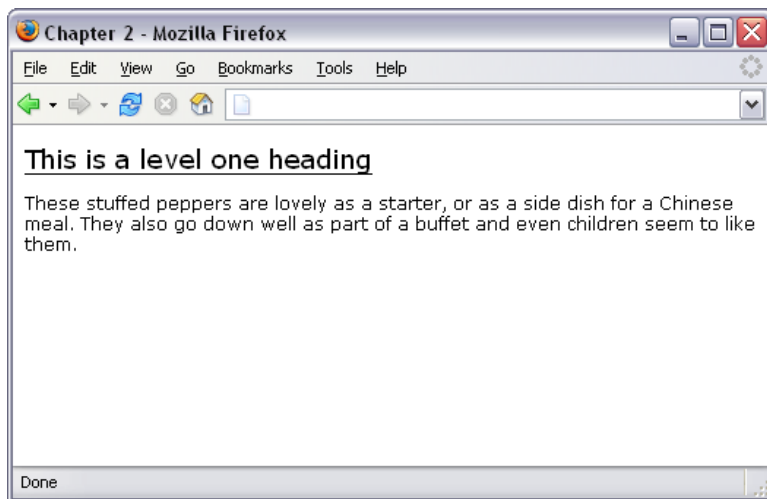 Chapter 2 - Mozilla Firefox
File Edit View Go Bookmarks Tools Help
This is a level one heading
These stuffed peppers are lovely as a starter, or as a side dish for a Chinese
meal. They also go down well as part of a buffet and even children seem to like
them.
Done